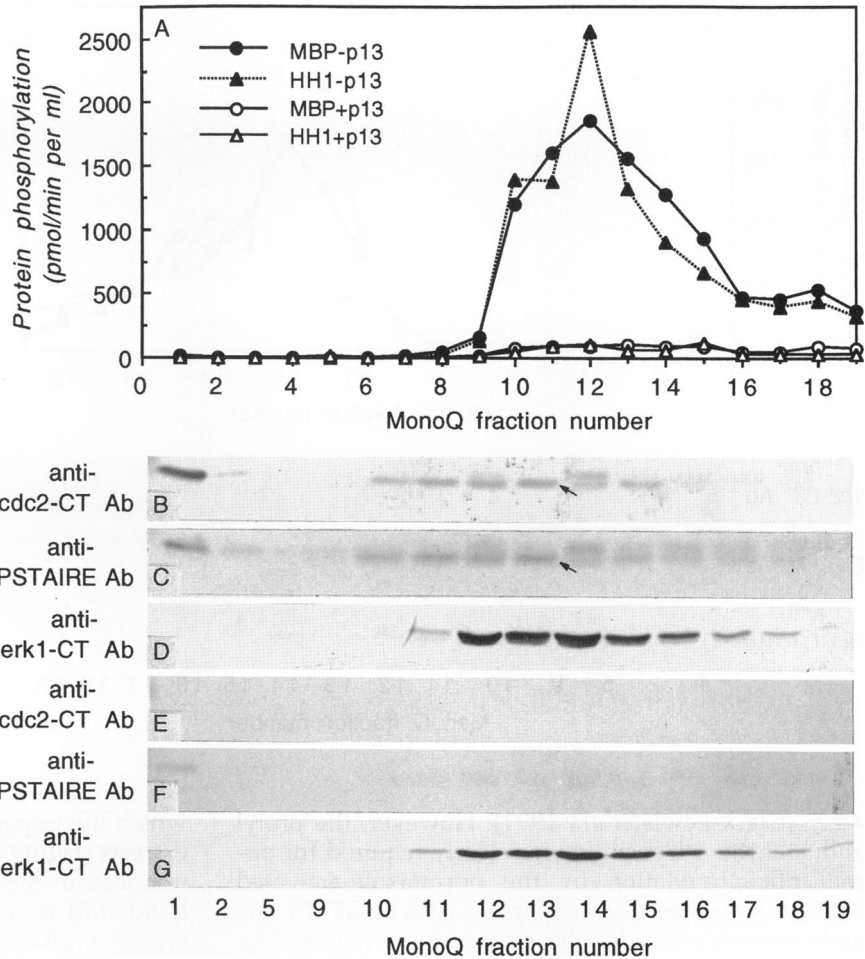 A
MBP-p13
HH1-p13
MBP+p13
HH1+p13
Protein phosphorylation
(pmol/min per ml)
2500
2000
1500
1000
500
0
0 2 4 6 8 10 12 14 16 18
MonoQ fraction number
anti-
cdc2-CT Ab B
anti-
PSTAIRE Ab C
anti-
erk1-CT Ab D
anti-
cdc2-CT Ab E
anti-
PSTAIRE Ab F
anti-
erk1-CT Ab G
1 2 5 9 10 11 12 13 14 15 16 17 18 19
MonoQ fraction number